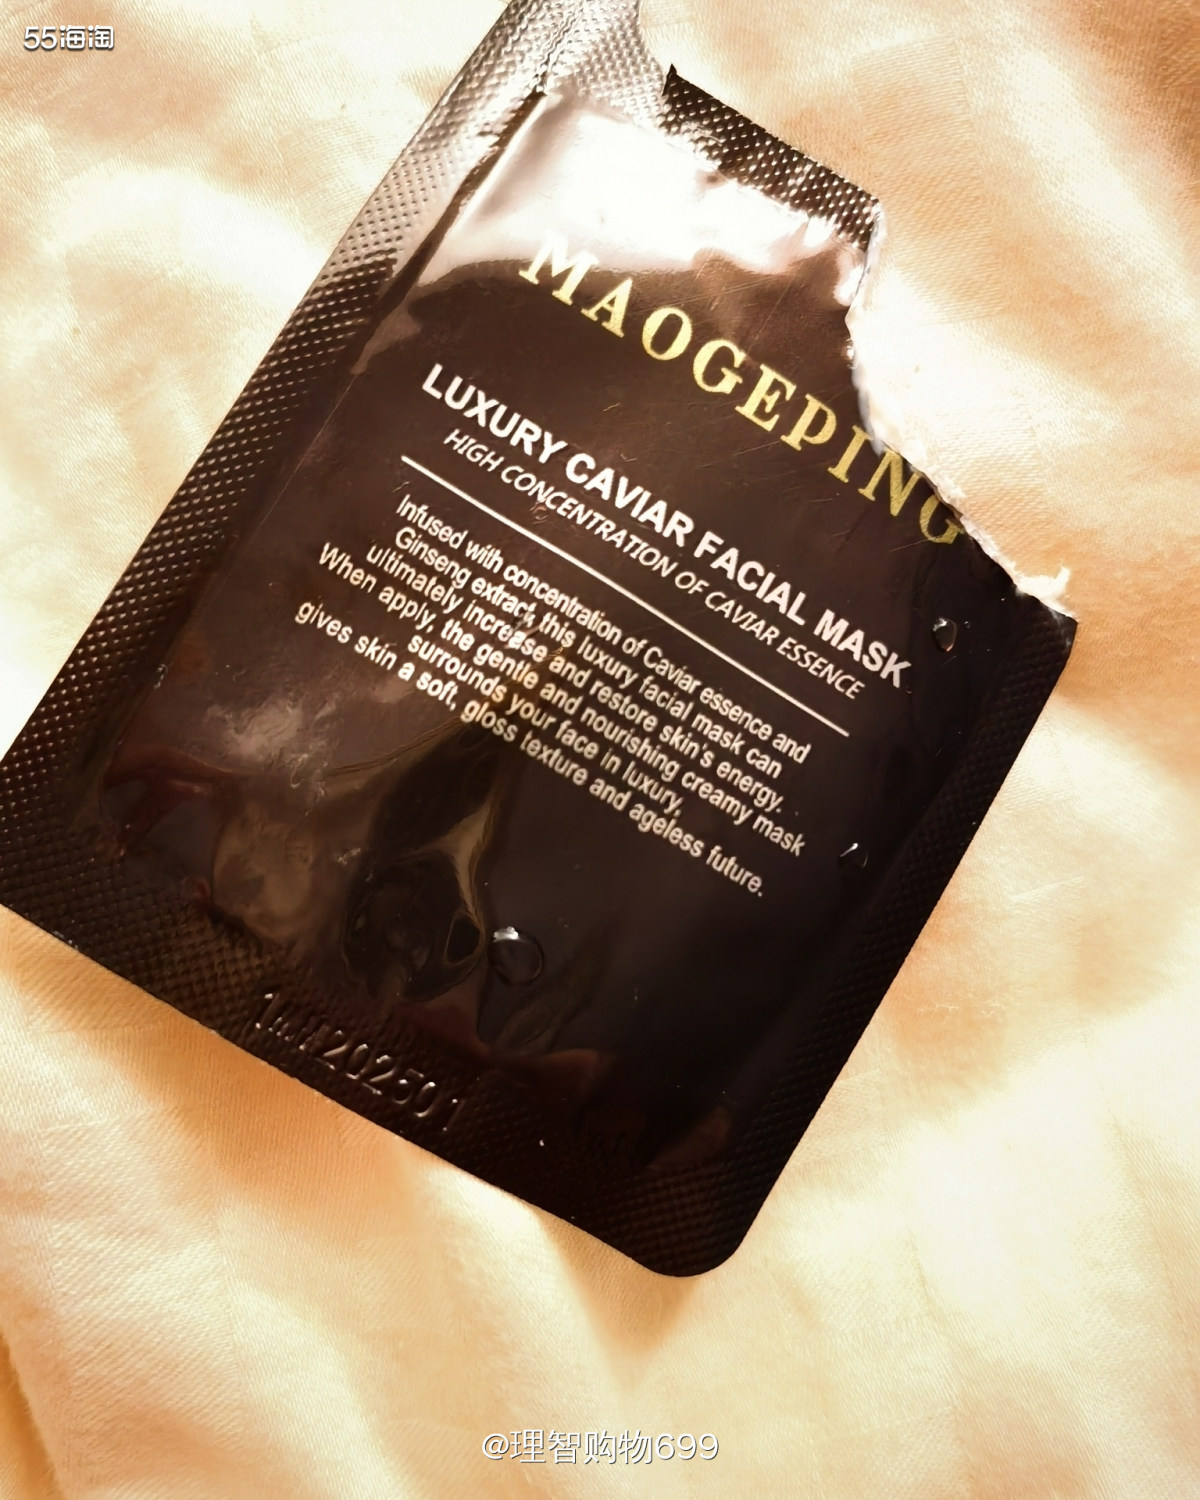 55海淘
MAOGEPING
LUXURY CAVIAR FACIAL MASK
HIGH CONCENTRATION OF CAVIAR ESSENCE
Infused with concentration of Caviar essence and
Ginseng extract, this luxury facial mask can
ultimately increase and restore skin's energy.
When apply, the gentle and nourishing creamy mask
surrounds your face in luxury,
gives skin a soft, gloss texture and ageless future.
202501
@理智购物699